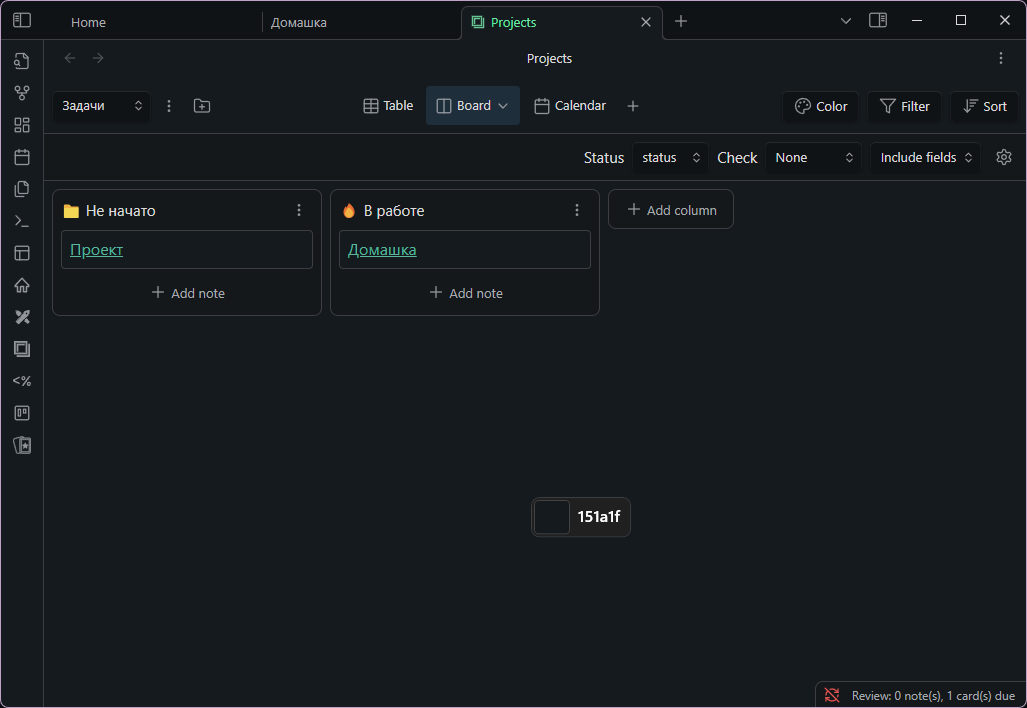 Home
Домашка
Projects
Projects
Задачи
Table
Board
Calendar
Color
Filter
Sort
Status
status
Check
None
Include fields
Не начато
В работе
Add column
Проект
Домашка
Add note
Add note
<%
151a1f
Review: 0 note(s), 1 card(s) due